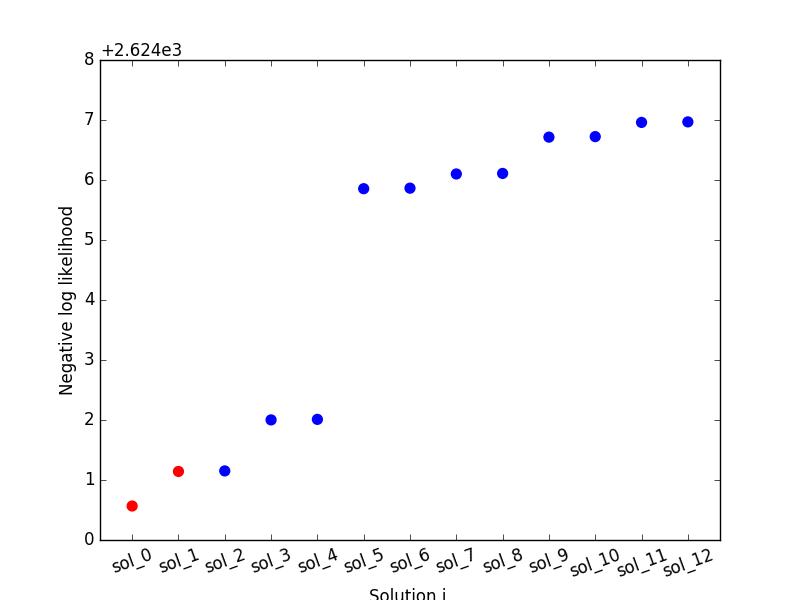 +2.624e3
8
7
6
5
4
3
2
1
0
Negative log likelihood
sol_0 sol_1 sol_2 sol_3 sol_4 sol_5 sol_6 sol_7 sol_8 sol_9 sol_10 sol_11 sol_12
Solution i